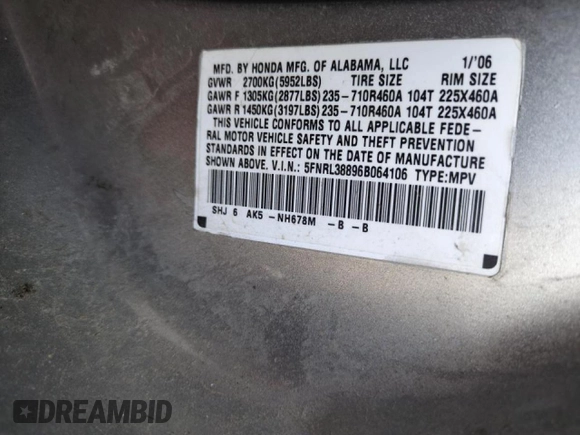 MFD. BY HONDA MFG. OF ALABAMA, LLC 1/'06
GVWR 2700KG(5952LBS) TIRE SIZE RIM SIZE
GAWR F 1305KG(2877LBS)235-710R460A 104T 225X460A
GAWR R 1450KG(3197LBS)235-710R460A 104T 225X460A
THIS VEHICLE CONFORMS TO ALL APPLICABLE FEDE-
RAL MOTOR VEHICLE SAFETY AND THEFT PREVENTION
STANDARDS IN EFFECT ON THE DATE OF MANUFACTURE
SHOWN ABOVE. V.I.N.: 5FNRL38896B064106 TYPE:MPV
SHJ 6 AK5 -NH678M -B -B
DREAMBID